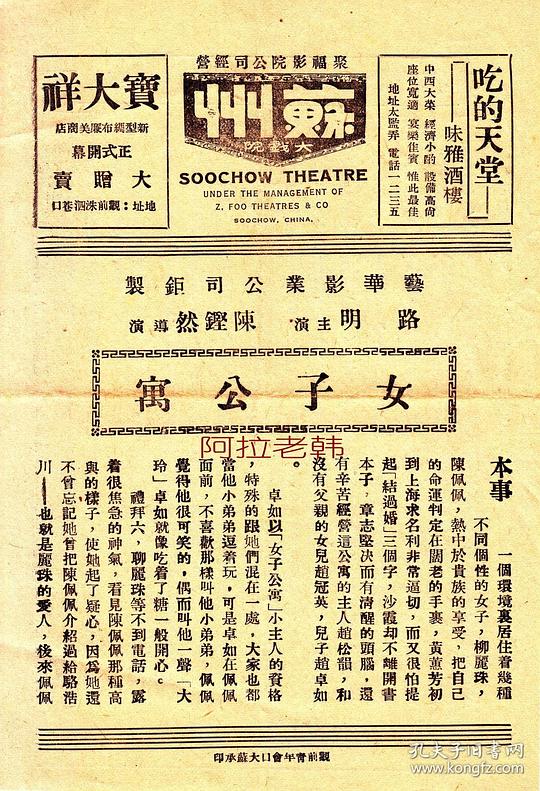 吃的天堂
味雅酒樓
中西大菜 經濟小酌 設備高尚
座位寬適 宴樂佳賓 惟此最佳
地址太監弄 電話一二三五
聚福影院公司經營
蘇州
大戲院
SOOCHOW THEATRE
UNDER THE MANAGEMENT OF
Z. FOO THEATRES & CO
SOOCHOW, CHINA.
寶大祥
新型綢布服美商店
正式開幕
大贈賣
地址：觀前洙泗巷口
藝華影業公司鉅製
路明主演 陳鏗然導演
女子公寓
阿拉老韩
本事
一個環境裏居住着幾種
不同個性的女子，柳麗珠，
陳佩佩，熱中於貴族的享受，把自己
的命運判定在闊老的手裏，黃蕙芳初
到上海求名利非常逼切，而又很怕提
起「結過婚」三個字，沙霞却不離開書
本子，章志堅決而有清醒的頭腦，還
有辛苦經營這公寓的主人趙松韻，和
沒有父親的女兒趙冠英，兒子趙卓如
。
卓如以「女子公寓」小主人的資格
，特殊的跟她們混在一處，大家也都
當他小弟弟逗着玩，可是卓如在佩佩
面前，不喜歡那樣叫他小弟弟，佩佩
覺得他很可笑的，偶而叫他一聲「大
玲」卓如就像吃着了糖一般開心。
禮拜六，聊麗珠等不到電話，露
着很焦急的神氣，看見陳佩佩那種高
興的樣子，使她起了疑心，因為她還
不曾忘記她曾把陳佩佩介紹過給駱浩
川——也就是麗珠的愛人，後來佩佩
觀前青年會口大蘇承印
孔夫子旧书网
www.kongfz.com